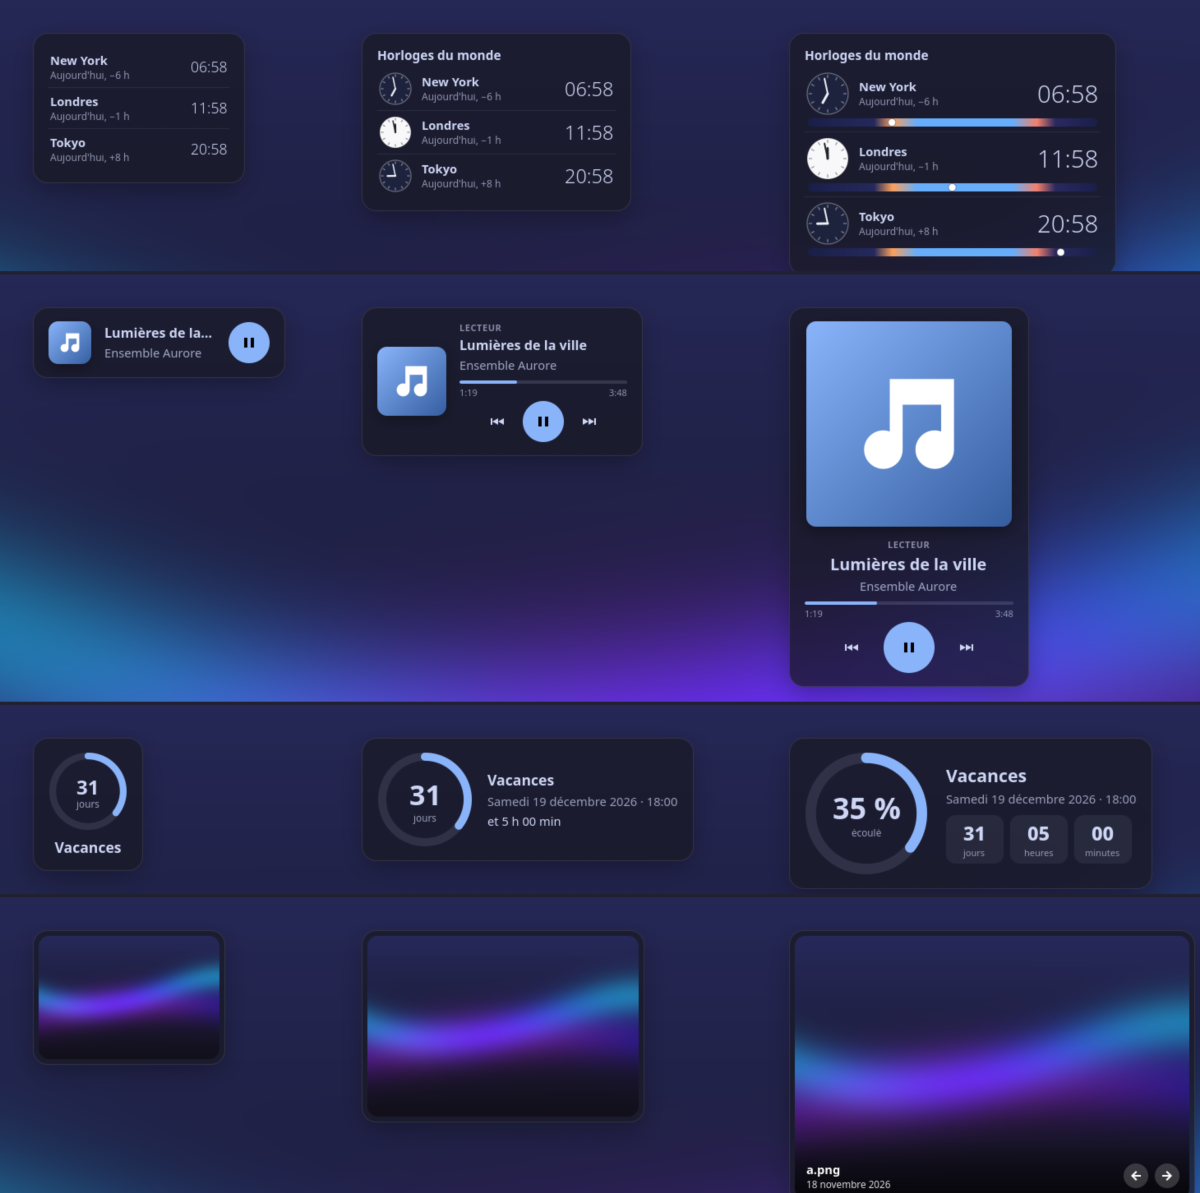 New York
Aujourd'hui, −6 h
06:58
Londres
Aujourd'hui, −1 h
11:58
Tokyo
Aujourd'hui, +8 h
20:58
Horloges du monde
New York
Aujourd'hui, −6 h
06:58
Londres
Aujourd'hui, −1 h
11:58
Tokyo
Aujourd'hui, +8 h
20:58
Horloges du monde
New York
Aujourd'hui, −6 h
06:58
Londres
Aujourd'hui, −1 h
11:58
Tokyo
Aujourd'hui, +8 h
20:58
Lumières de la...
Ensemble Aurore
LECTEUR
Lumières de la ville
Ensemble Aurore
1:19 3:48
LECTEUR
Lumières de la ville
Ensemble Aurore
1:19 3:48
31
jours
Vacances
31
jours
Vacances
Samedi 19 décembre 2026 · 18:00
et 5 h 00 min
35 %
écoulé
Vacances
Samedi 19 décembre 2026 · 18:00
31 05 00
jours heures minutes
a.png
18 novembre 2026